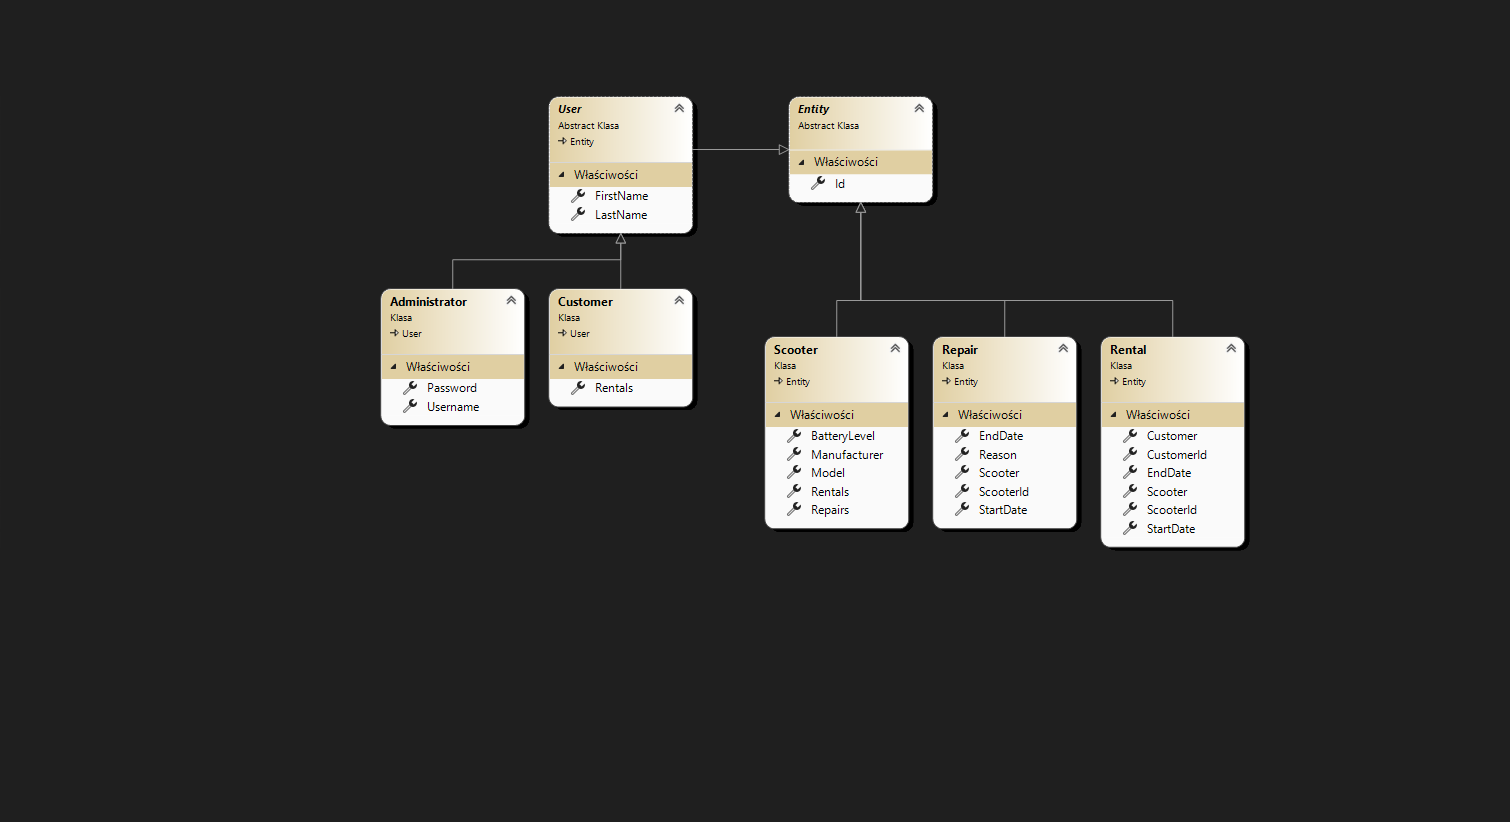 User
Abstract Klasa
Entity
Właściwości
FirstName
LastName
Entity
Abstract Klasa
Właściwości
Id
Administrator
Klasa
User
Właściwości
Password
Username
Customer
Klasa
User
Właściwości
Rentals
Scooter
Klasa
Entity
Właściwości
BatteryLevel
Manufacturer
Model
Rentals
Repairs
Repair
Klasa
Entity
Właściwości
EndDate
Reason
Scooter
ScooterId
StartDate
Rental
Klasa
Entity
Właściwości
Customer
CustomerId
EndDate
Scooter
ScooterId
StartDate